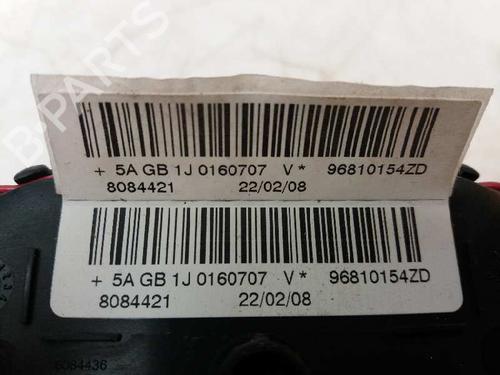 + 5A GB 1J 0160707 V* 96810154ZD
8084421 22/02/08
+ 5A GB 1J 0160707 V* 96810154ZD
8084421 22/02/08
8084436
B-PARTS